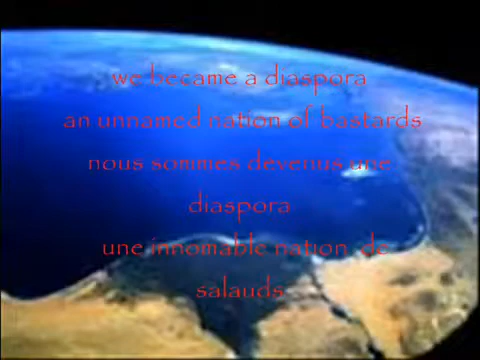 we became a diaspora
an unnamed nation of bastards
nous sommes devenus une
diaspora
une innomable nation de
salauds